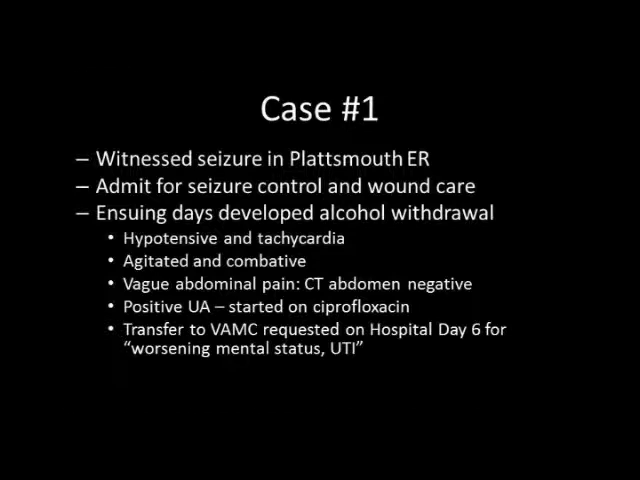 Case #1
– Witnessed seizure in Plattsmouth ER
– Admit for seizure control and wound care
– Ensuing days developed alcohol withdrawal
• Hypotensive and tachycardia
• Agitated and combative
• Vague abdominal pain: CT abdomen negative
• Positive UA – started on ciprofloxacin
• Transfer to VAMC requested on Hospital Day 6 for
“worsening mental status, UTI”